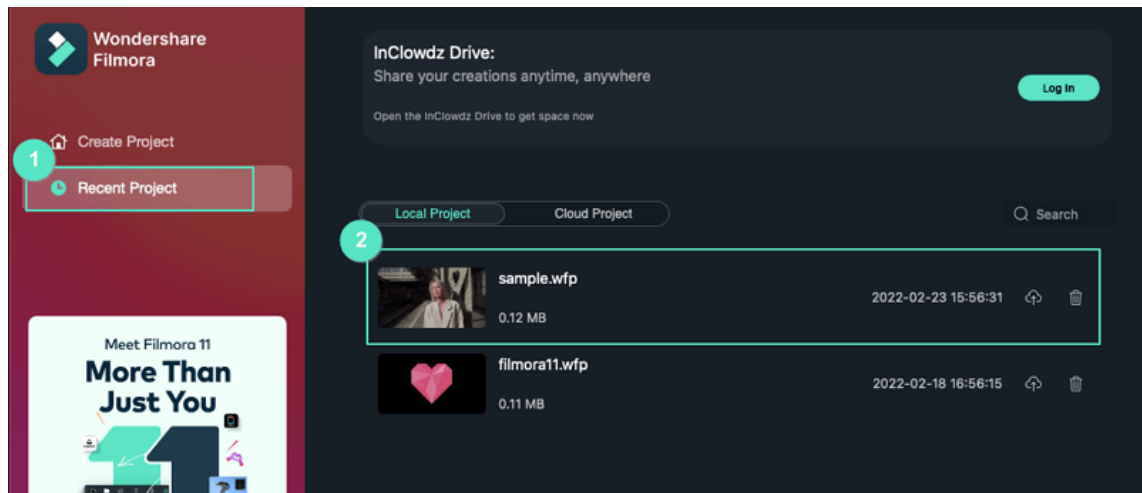 Wondershare
Filmora
Create Project
1
Recent Project
Meet Filmora 11
More Than
Just You
11
InClowdz Drive:
Share your creations anytime, anywhere
Open the InClowdz Drive to get space now
Log In
Local Project
Cloud Project
Search
2
sample.wfp
0.12 MB
2022-02-23 15:56:31
filmora11.wfp
0.11 MB
2022-02-18 16:56:15